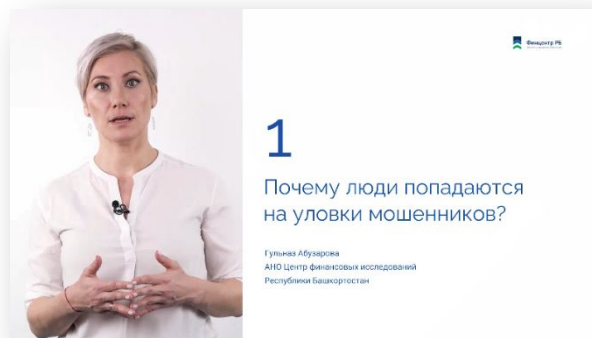 Финцентр РБ
1
Почему люди попадаются
на уловки мошенников?
Гульназ Абузарова
АНО Центр финансовых исследований
Республики Башкортостан